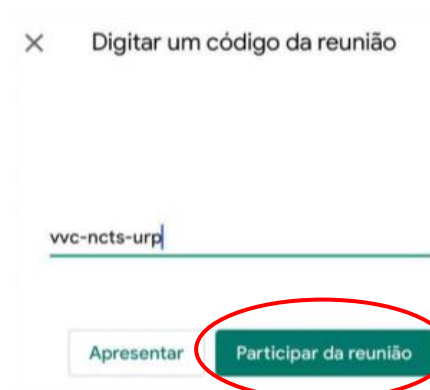 Digitar um código da reunião
vvc-ncts-urp
Apresentar
Participar da reunião